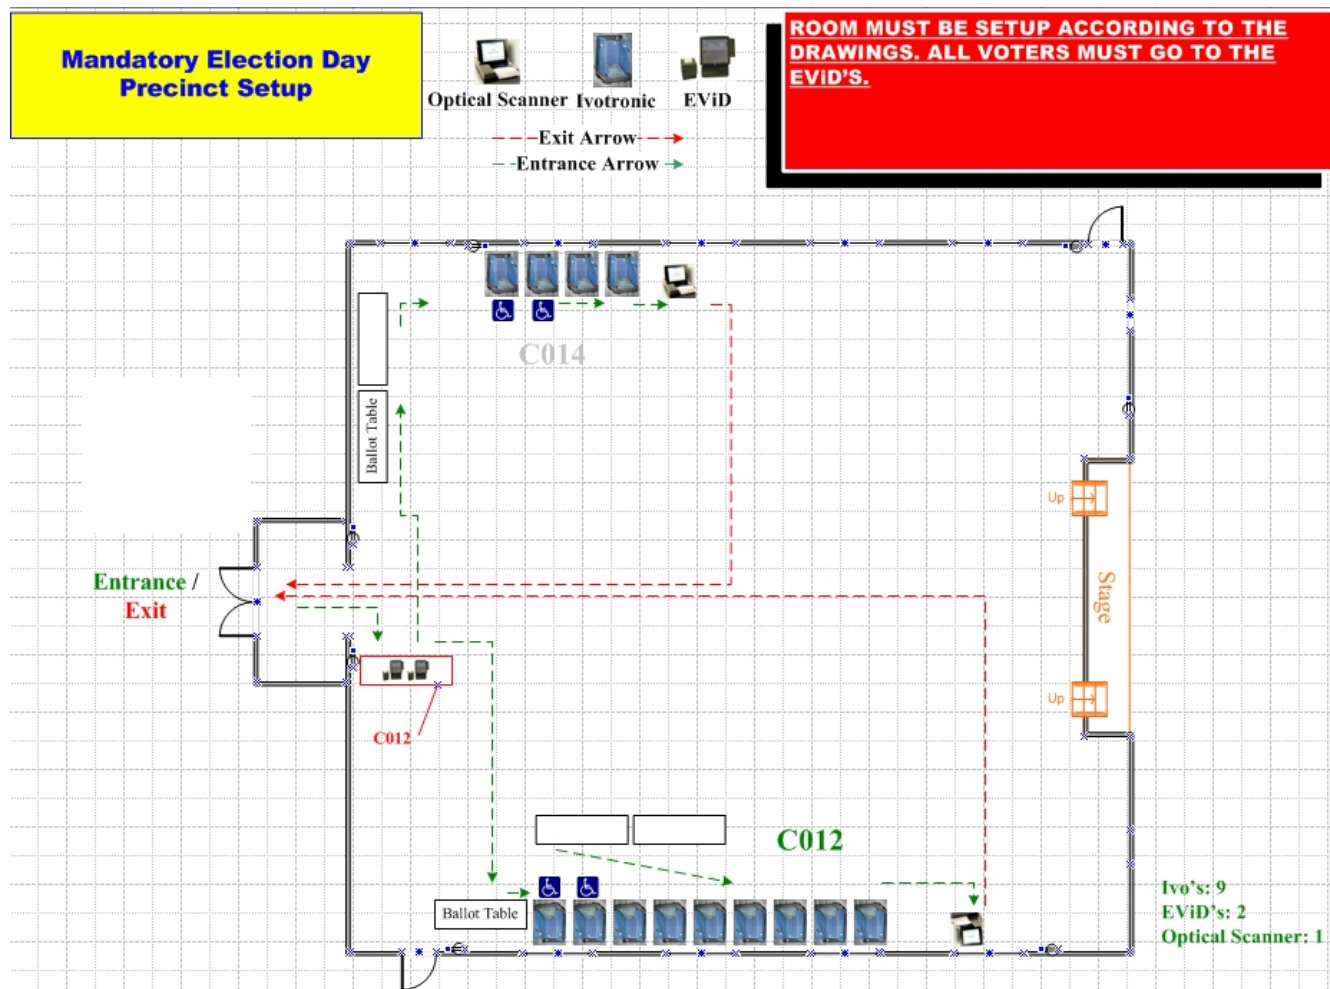 Mandatory Election Day
Precinct Setup
Optical Scanner Ivotronic EViD
Exit Arrow
Entrance Arrow
ROOM MUST BE SETUP ACCORDING TO THE
DRAWINGS. ALL VOTERS MUST GO TO THE
EViD'S.
C014
Ballot Table
Up
Entrance /
Exit
Stage
Up
C012
C012
Ballot Table
Ivo's: 9
EViD's: 2
Optical Scanner: 1